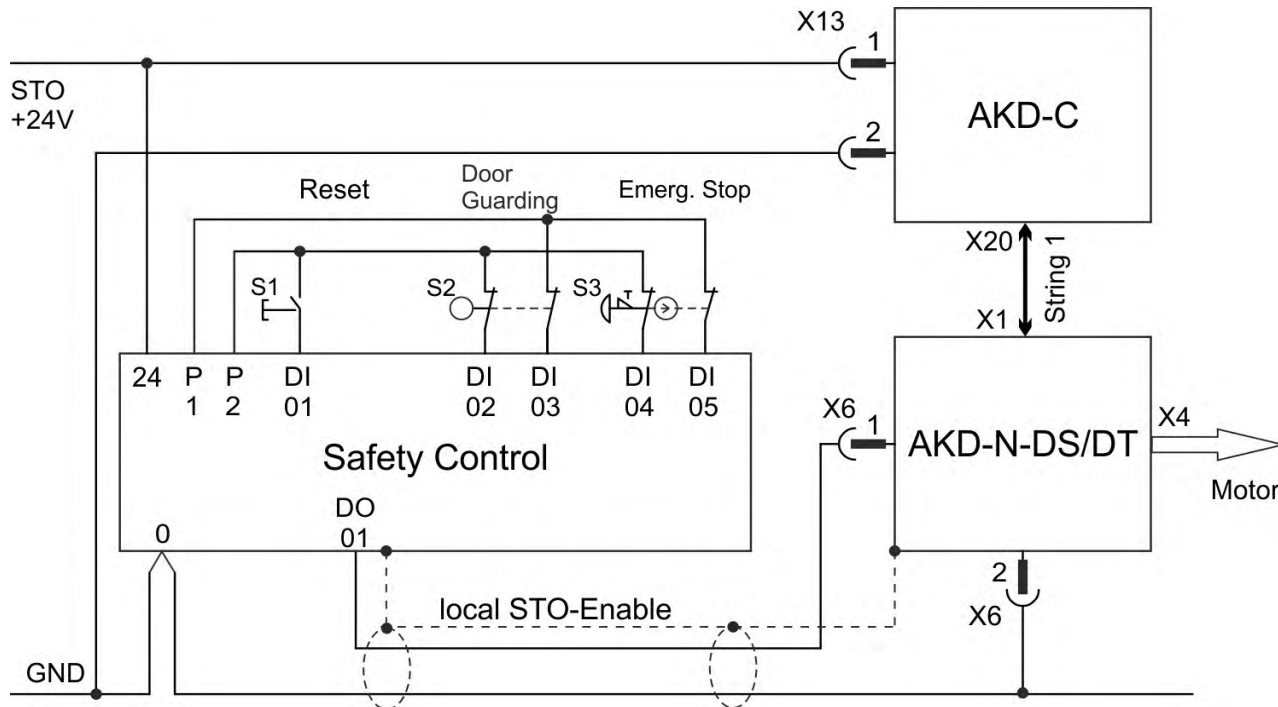 X13
1
STO
+24V
2
AKD-C
Reset
Door
Guarding
Emerg. Stop
X20
String 1
X1
S1
S2
S3
24
P
1
P
2
DI
01
DI
02
DI
03
DI
04
DI
05
X6
1
X4
AKD-N-DS/DT
Motor
Safety Control
0
DO
01
2
X6
local STO-Enable
GND